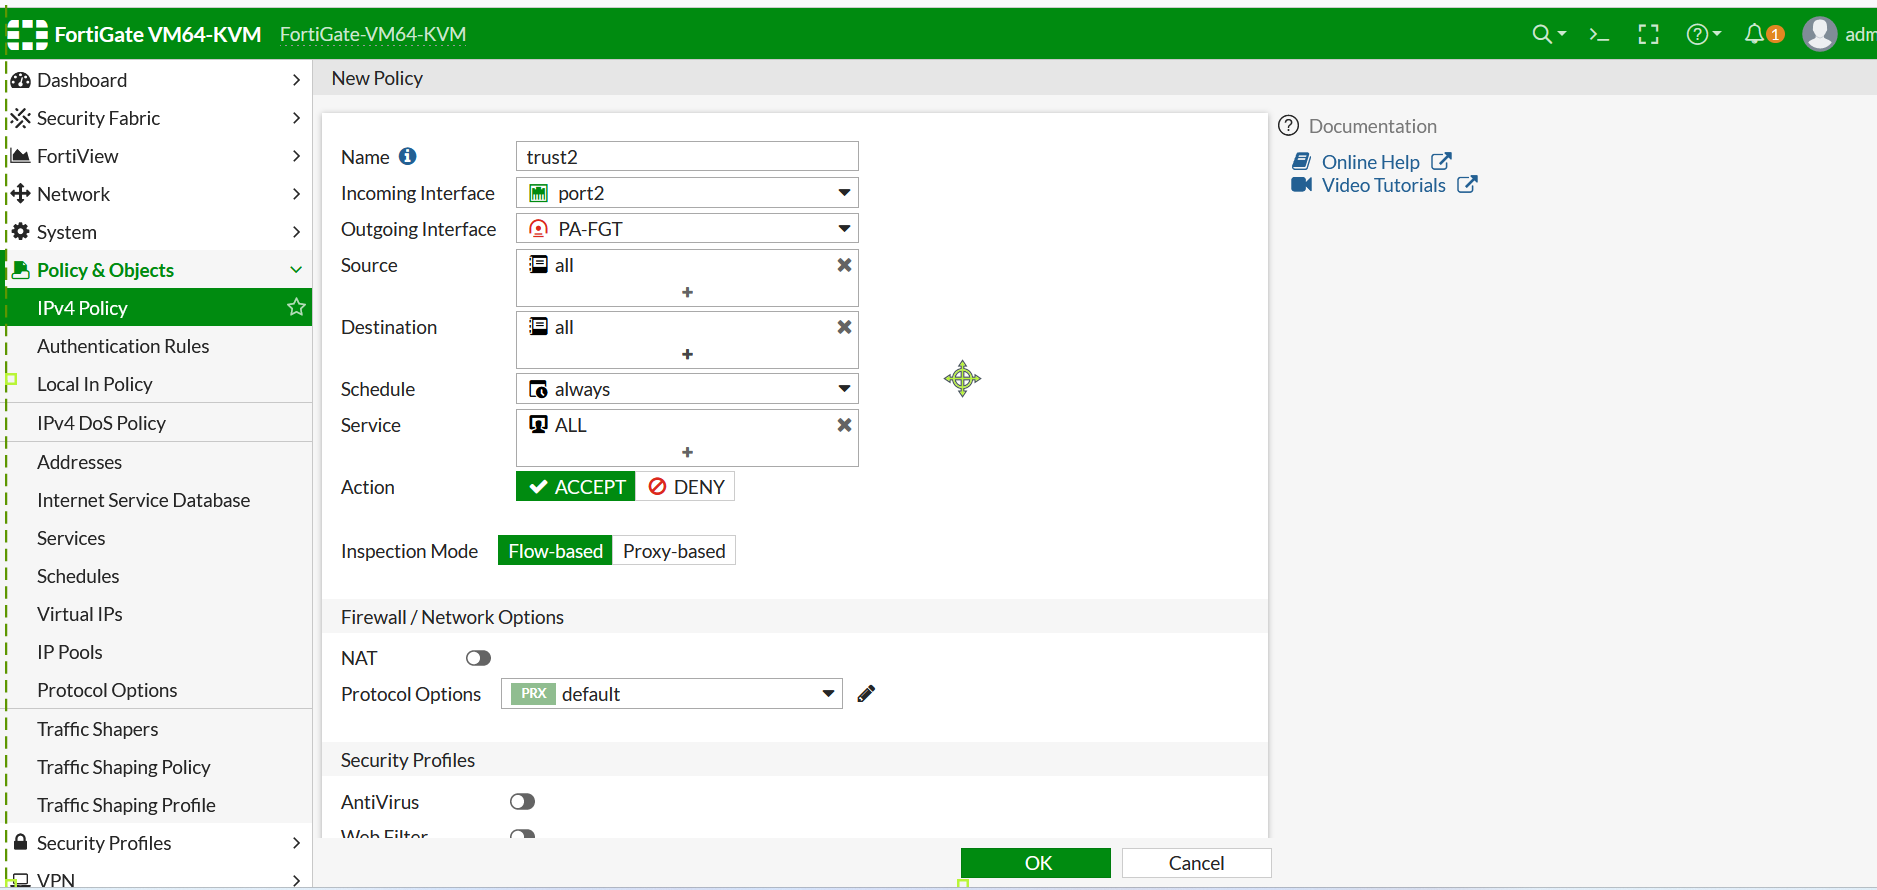 FortiGate VM64-KVM FortiGate-VM64-KVM 1 adm
Dashboard
Security Fabric
FortiView
Network
System
Policy & Objects
IPv4 Policy
Authentication Rules
Local In Policy
IPv4 DoS Policy
Addresses
Internet Service Database
Services
Schedules
Virtual IPs
IP Pools
Protocol Options
Traffic Shapers
Traffic Shaping Policy
Traffic Shaping Profile
Security Profiles
VPN
New Policy
Name trust2
Incoming Interface port2
Outgoing Interface PA-FGT
Source all
+
Destination all
+
Schedule always
Service ALL
+
Action ACCEPT DENY
Inspection Mode Flow-based Proxy-based
Firewall / Network Options
NAT
Protocol Options PRX default
Security Profiles
AntiVirus
Web Filter
OK Cancel
Documentation
Online Help
Video Tutorials